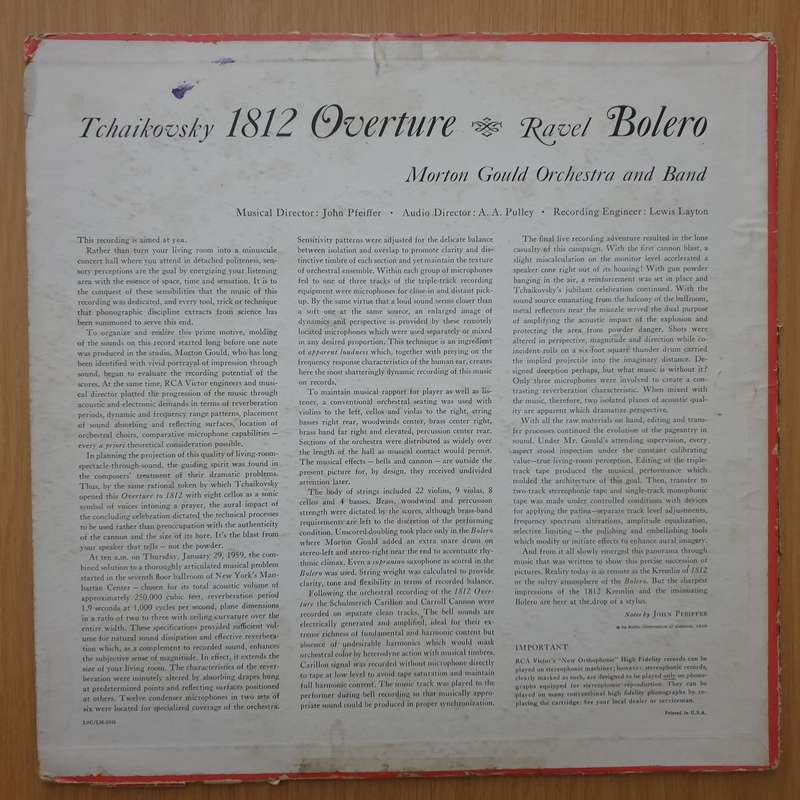 Tchaikovsky 1812 Overture Ravel Bolero
Morton Gould Orchestra and Band
Musical Director: John Pfeiffer • Audio Director: A. A. Pulley • Recording Engineer: Lewis Layton
This recording is aimed at you.
Rather than turn your living room into a minuscule
concert hall where you attend in detached politeness, sen-
sory perceptions are the goal by energizing your listening
area with the essence of space, time and sensation. It is to
the conquest of these sensibilities that the music of this
recording was dedicated, and every tool, trick or technique
that phonographic discipline extracts from science has
been summoned to serve this end.
To organize and realize this prime motive, molding
of the sounds on this record started long before one note
was produced in the studio. Morton Gould, who has long
been identified with vivid portrayal of impression through
sound, began to evaluate the recording potential of the
scores. At the same time, RCA Victor engineers and musi-
cal director plotted the progression of the music through
acoustic and electronic demands in terms of reverberation
periods, dynamic and frequency range patterns, placement
of sound absorbing and reflecting surfaces, location of
orchestral choirs, comparative microphone capabilities —
every a priori theoretical consideration possible.
In planning the projection of this quality of living-room-
spectacle-through-sound, the guiding spirit was found in
the composers' treatment of their dramatic problems.
Thus, by the same rational token by which Tchaikovsky
opened this Overture to 1812 with eight cellos as a sonic
symbol of voices intoning a prayer, the aural impact of
the concluding celebration dictated the technical processes
to be used rather than preoccupation with the authenticity
of the cannon and the size of its bore. It's the blast from
your speaker that tells — not the powder.
At ten a.m. on Thursday, January 29, 1959, the com-
bined solution to a thoroughly articulated musical problem
started in the seventh floor ballroom of New York's Man-
hattan Center — chosen for its total acoustic volume of
approximately 250,000 cubic feet, reverberation period
1.9 seconds at 1,000 cycles per second, plane dimensions
in a ratio of two to three with ceiling curvature over the
entire width. These specifications provided sufficient vol-
ume for natural sound dissipation and effective reverbera-
tion which, as a complement to recorded sound, enhances
the subjective sense of magnitude. In effect, it extends the
size of your living room. The characteristics of the rever-
beration were minutely altered by absorbing drapes hung
at predetermined points and reflecting surfaces positioned
at others. Twelve condenser microphones in two sets of
six were located for specialized coverage of the orchestra.
Sensitivity patterns were adjusted for the delicate balance
between isolation and overlap to promote clarity and dis-
tinctive timbre of each section and yet maintain the texture
of orchestral ensemble. Within each group of microphones
fed to one of three tracks of the triple-track recording
equipment were microphones for close-in and distant pick-
up. By the same virtue that a loud sound seems closer than
a soft one at the same source, an enlarged image of
dynamics and perspective is provided by these remotely
located microphones which were used separately or mixed
in any desired proportion. This technique is an ingredient
of apparent loudness which, together with preying on the
frequency response characteristics of the human ear, creates
here the most shatteringly dynamic recording of this music
on records.
To maintain musical rapport for player as well as lis-
tener, a conventional orchestral seating was used with
violins to the left, cellos and violas to the right, string
basses right rear, woodwinds center, brass center right,
brass band far right and elevated, percussion center rear.
Sections of the orchestra were distributed as widely over
the length of the hall as musical contact would permit.
The musical effects — bells and cannon — are outside the
present picture for, by design, they received undivided
attention later.
The body of strings included 22 violins, 9 violas, 8
cellos and 4 basses. Brass, woodwind and percussion
strength were dictated by the scores, although brass-band
requirements are left to the discretion of the performing
condition. Unscored doubling took place only in the Bolero
where Morton Gould added an extra snare drum on
stereo-left and stereo-right near the end to accentuate rhy-
thmic climax. Even a sopranino saxophone as scored in the
Bolero was used. String weight was calculated to provide
clarity, tone and flexibility in terms of recorded balance.
Following the orchestral recording of the 1812 Over-
ture the Schulmerich Carillon and Carroll Cannon were
recorded on separate clean tracks. The bell sounds are
electrically generated and amplified, ideal for their ex-
treme richness of fundamental and harmonic content but
absence of undesirable harmonics which would mask
orchestral color by heterodyne action with musical timbres.
Carillon signal was recorded without microphone directly
to tape at low level to avoid tape saturation and maintain
full harmonic content. The music track was played to the
performer during bell recording so that musically appro-
priate sound could be produced in proper synchronization.
The final live recording adventure resulted in the lone
casualty of this campaign. With the first cannon blast, a
slight miscalculation on the monitor level accelerated a
speaker cone right out of its housing! With gun powder
hanging in the air, a reinforcement was set in place and
Tchaikovsky's jubilant celebration continued. With the
sound source emanating from the balcony of the ballroom,
metal reflectors near the muzzle served the dual purpose
of amplifying the acoustic impact of the explosion and
protecting the area from powder danger. Shots were
altered in perspective, magnitude and direction while co-
incident rolls on a six-foot square thunder drum carried
the implied projectile into the imaginary distance. De-
signed deception perhaps, but what music is without it?
Only three microphones were involved to create a con-
trasting reverberation characteristic. When mixed with
the music, therefore, two isolated planes of acoustic qual-
ity are apparent which dramatize perspective.
With all the raw materials on hand, editing and trans-
fer processes continued the evolution of the pageantry in
sound. Under Mr. Gould's attending supervision, every
aspect stood inspection under the constant calibrating
value—true living-room perception. Editing of the triple-
track tape produced the musical performance which
molded the architecture of this goal. Then, transfer to
two-track stereophonic tape and single-track monophonic
tape was made under controlled conditions with devices
for applying the patina—separate track level adjustments,
frequency spectrum alterations, amplitude equalization,
selective limiting — the polishing and embellishing tools
which modify or initiate effects to enhance aural imagery.
And from it all slowly emerged this panorama through
music that was written to show this precise succession of
pictures. Reality today is as remote as the Kremlin of 1812
or the sultry atmosphere of the Bolero. But the sharpest
impressions of the 1812 Kremlin and the insinuating
Bolero are here at the drop of a stylus.
Notes by JOHN PFEIFFER
© by Radio Corporation of America, 1959
IMPORTANT
RCA Victor's "New Orthophonic" High Fidelity records can be
played on stereophonic machines; however, stereophonic records,
clearly marked as such, are designed to be played only on phono-
graphs equipped for stereophonic reproduction. They can be
played on many conventional high fidelity phonographs by re-
placing the cartridge. See your local dealer or serviceman.
Printed in U.S.A.